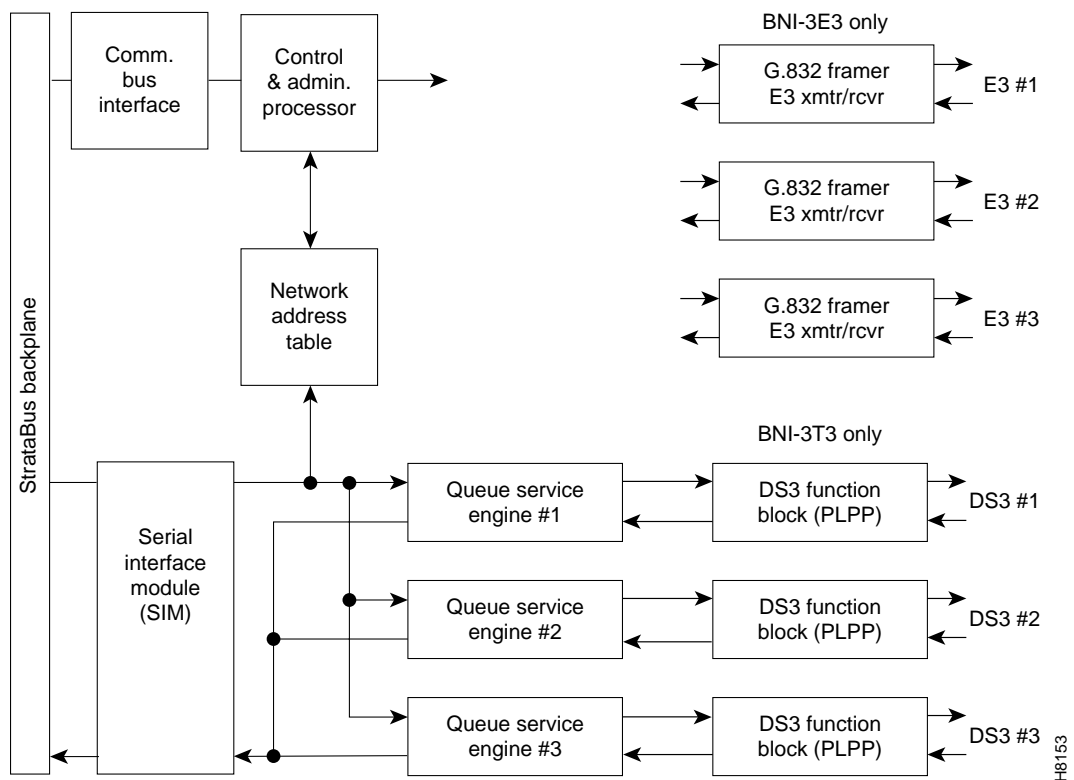 StrataBus backplane
Comm.
bus
interface
Control
& admin.
processor
Network
address
table
Serial
interface
module
(SIM)
BNI-3E3 only
G.832 framer
E3 xmtr/rcvr
E3 #1
G.832 framer
E3 xmtr/rcvr
E3 #2
G.832 framer
E3 xmtr/rcvr
E3 #3
BNI-3T3 only
Queue service
engine #1
DS3 function
block (PLPP)
DS3 #1
Queue service
engine #2
DS3 function
block (PLPP)
DS3 #2
Queue service
engine #3
DS3 function
block (PLPP)
DS3 #3
H8153